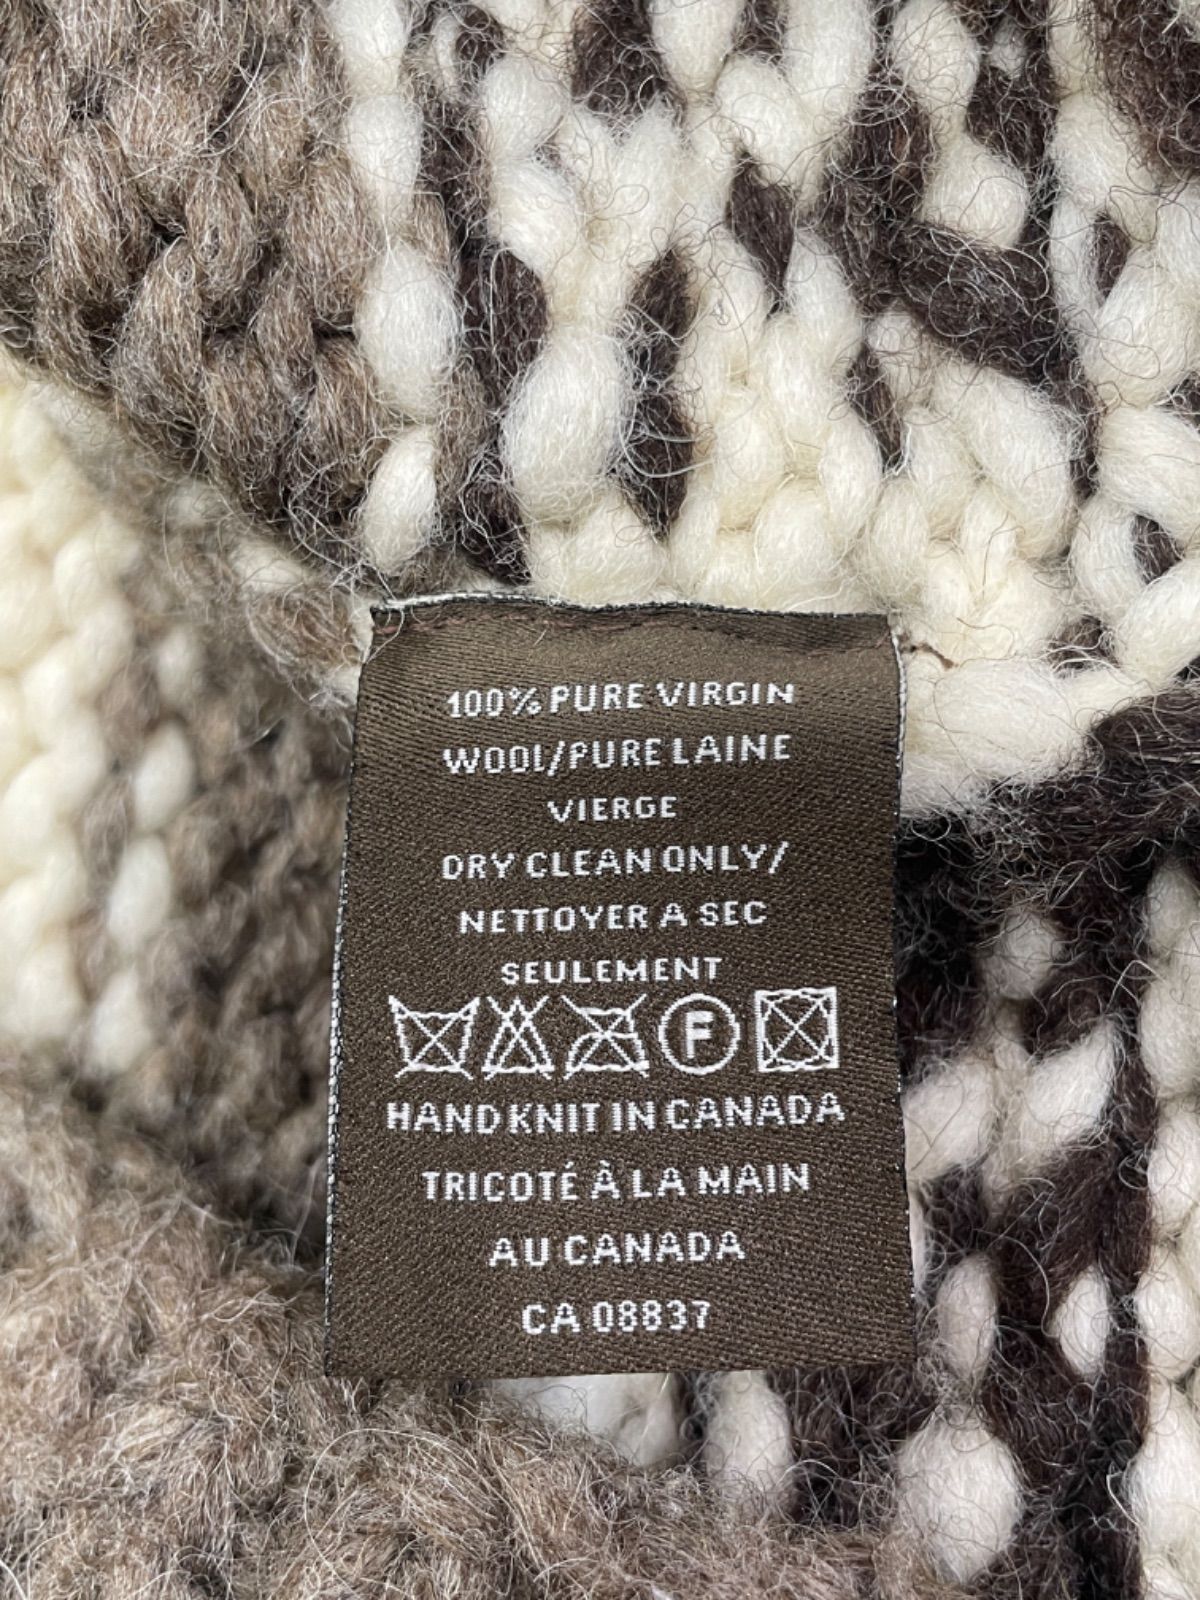 100% PURE VIRGIN
WOOl/PURE LAINE
VIERGE
DRY CLEAN ONLY/
NETTOYER A SEC
SEULEMENT
F
HAND KNIT IN CANADA
TRICOTÉ À LA MAIN
AU CANADA
CA 08837